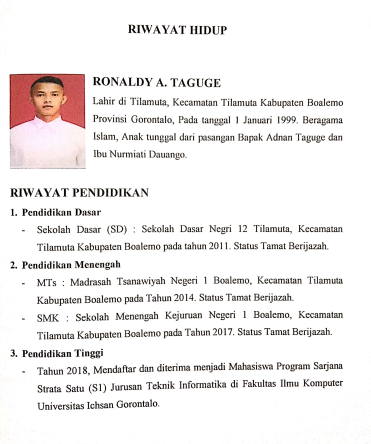 RIWAYAT HIDUP
RONALDY A. TAGUGE
Lahir di Tilamuta, Kecamatan Tilamuta Kabupaten Boalemo
Provinsi Gorontalo, Pada tanggal 1 Januari 1999. Beragama
Islam, Anak tunggal dari pasangan Bapak Adnan Taguge dan
Ibu Nurmiati Dauango.
RIWAYAT PENDIDIKAN
1. Pendidikan Dasar
- Sekolah Dasar (SD) : Sekolah Dasar Negri 12 Tilamuta, Kecamatan
Tilamuta Kabupaten Boalemo pada tahun 2011. Status Tamat Berijazah.
2. Pendidikan Menengah
- MTs : Madrasah Tsanawiyah Negeri 1 Boalemo, Kecamatan Tilamuta
Kabupaten Boalemo pada Tahun 2014. Status Tamat Berijazah.
- SMK : Sekolah Menengah Kejuruan Negeri 1 Boalemo, Kecamatan
Tilamuta Kabupaten Boalemo pada Tahun 2017. Status Tamat Berijazah.
3. Pendidikan Tinggi
- Tahun 2018, Mendaftar dan diterima menjadi Mahasiswa Program Sarjana
Strata Satu (S1) Jurusan Teknik Informatika di Fakultas Ilmu Komputer
Universitas Ichsan Gorontalo.